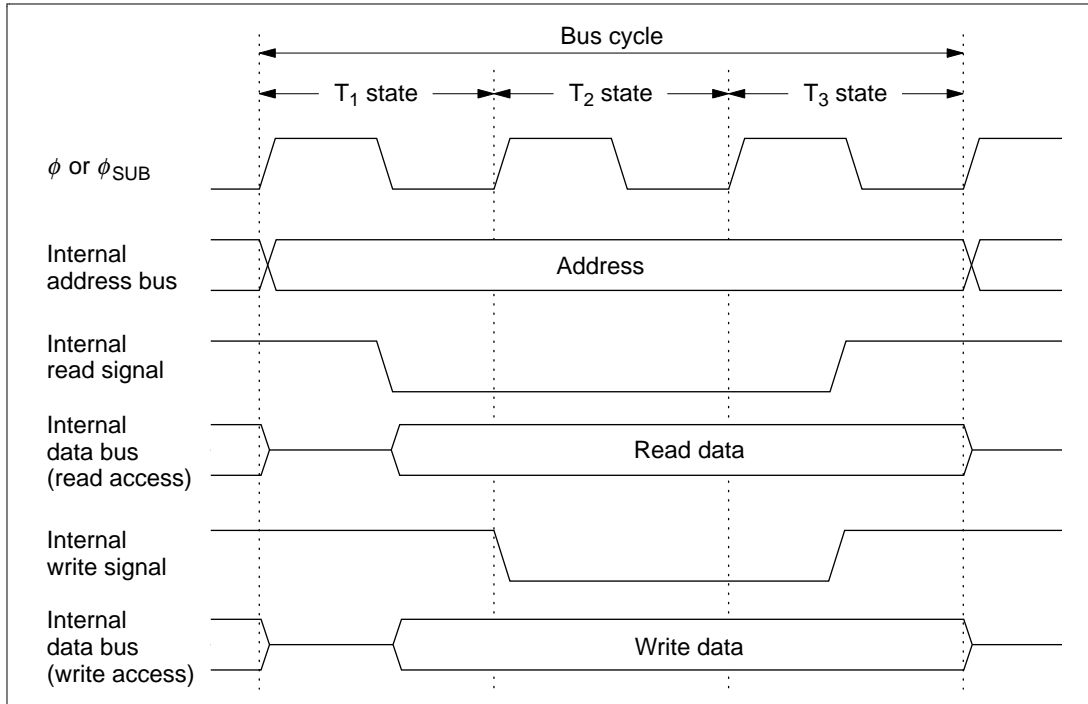 Bus cycle
T₁ state T₂ state T₃ state
ϕ or ϕSUB
Internal
address bus
Address
Internal
read signal
Internal
data bus
(read access)
Read data
Internal
write signal
Internal
data bus
(write access)
Write data